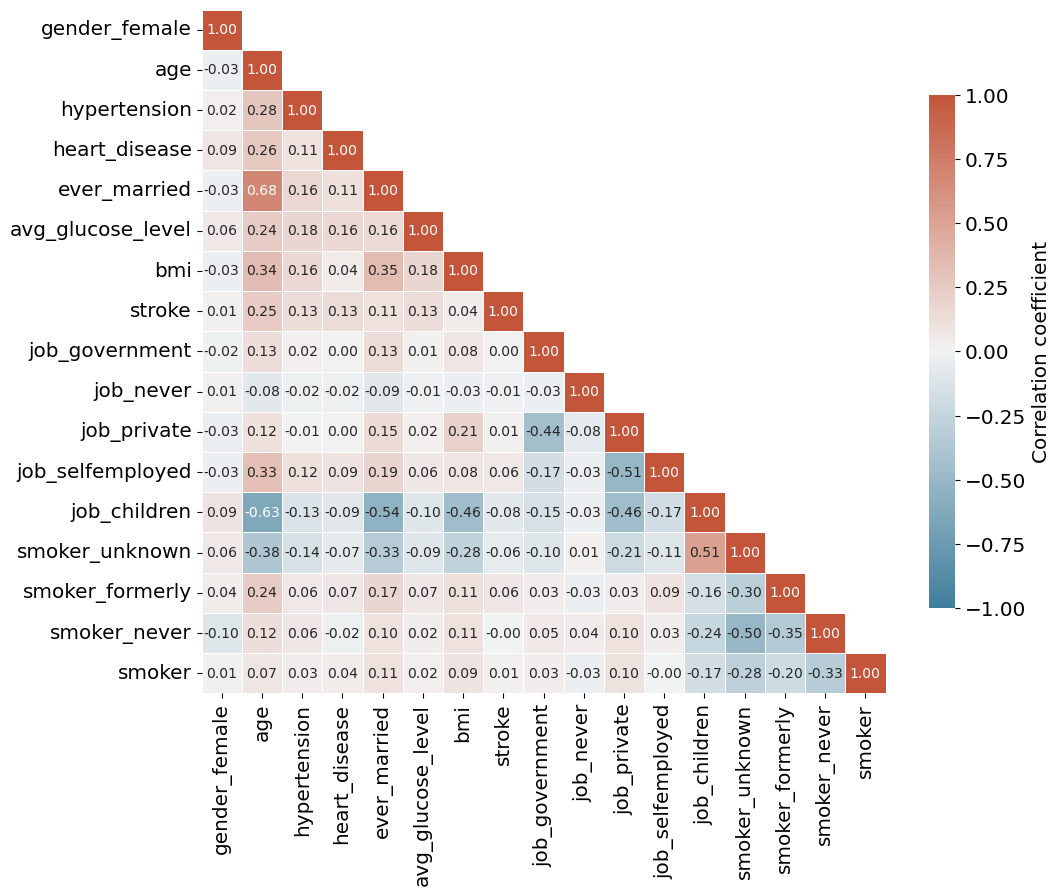 gender_female 1.00
age -0.03 1.00
hypertension 0.02 0.28 1.00
heart_disease 0.09 0.26 0.11 1.00
ever_married -0.03 0.68 0.16 0.11 1.00
avg_glucose_level 0.06 0.24 0.18 0.16 0.16 1.00
bmi -0.03 0.34 0.16 0.04 0.35 0.18 1.00
stroke 0.01 0.25 0.13 0.13 0.11 0.13 0.04 1.00
job_government -0.02 0.13 0.02 0.00 0.13 0.01 0.08 0.00 1.00
job_never 0.01 -0.08 -0.02 -0.02 -0.09 -0.01 -0.03 -0.01 -0.03 1.00
job_private -0.03 0.12 -0.01 0.00 0.15 0.02 0.21 0.01 -0.44 -0.08 1.00
job_selfemployed -0.03 0.33 0.12 0.09 0.19 0.06 0.08 0.06 -0.17 -0.03 -0.51 1.00
job_children 0.09 -0.63 -0.13 -0.09 -0.54 -0.10 -0.46 -0.08 -0.15 -0.03 -0.46 -0.17 1.00
smoker_unknown 0.06 -0.38 -0.14 -0.07 -0.33 -0.09 -0.28 -0.06 -0.10 0.01 -0.21 -0.11 0.51 1.00
smoker_formerly 0.04 0.24 0.06 0.07 0.17 0.07 0.11 0.06 0.03 -0.03 0.03 0.09 -0.16 -0.30 1.00
smoker_never -0.10 0.12 0.06 -0.02 0.10 0.02 0.11 -0.00 0.05 0.04 0.10 0.03 -0.24 -0.50 -0.35 1.00
smoker 0.01 0.07 0.03 0.04 0.11 0.02 0.09 0.01 0.03 -0.03 0.10 -0.00 -0.17 -0.28 -0.20 -0.33 1.00
gender_female
age
hypertension
heart_disease
ever_married
avg_glucose_level
bmi
stroke
job_government
job_never
job_private
job_selfemployed
job_children
smoker_unknown
smoker_formerly
smoker_never
smoker
1.00
0.75
0.50
0.25
0.00
−0.25
−0.50
−0.75
−1.00
Correlation coefficient